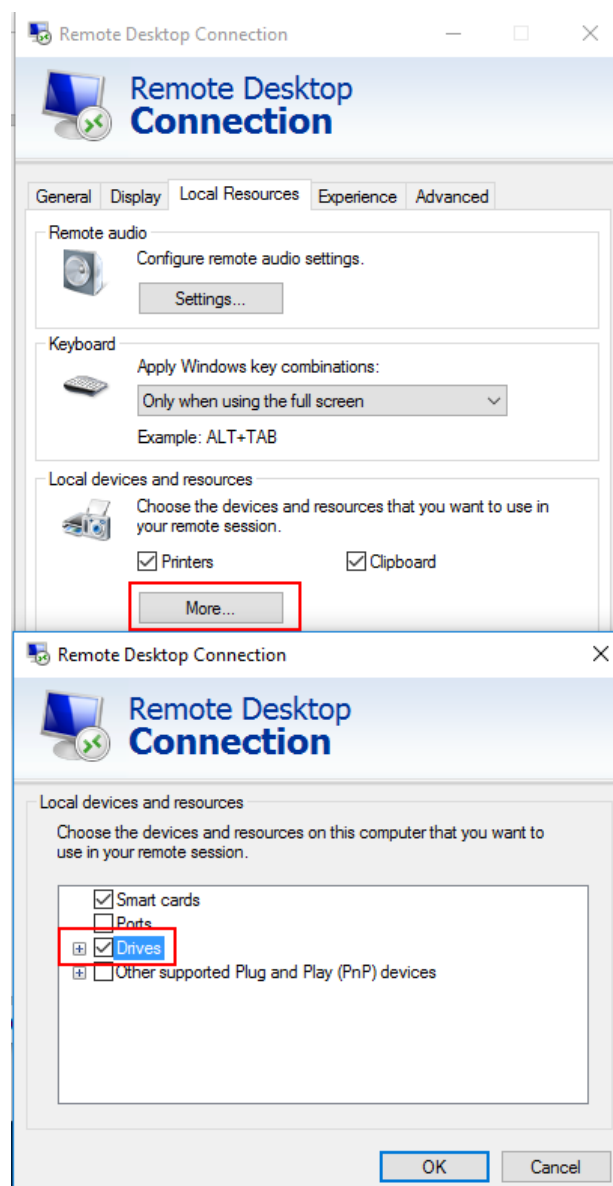 Remote Desktop Connection
Remote Desktop
Connection
General Display Local Resources Experience Advanced
Remote audio
Configure remote audio settings.
Settings...
Keyboard
Apply Windows key combinations:
Only when using the full screen
Example: ALT+TAB
Local devices and resources
Choose the devices and resources that you want to use in
your remote session.
Printers Clipboard
More...
Remote Desktop Connection
Remote Desktop
Connection
Local devices and resources
Choose the devices and resources on this computer that you want to
use in your remote session.
Smart cards
Ports
Drives
Other supported Plug and Play (PnP) devices
OK Cancel